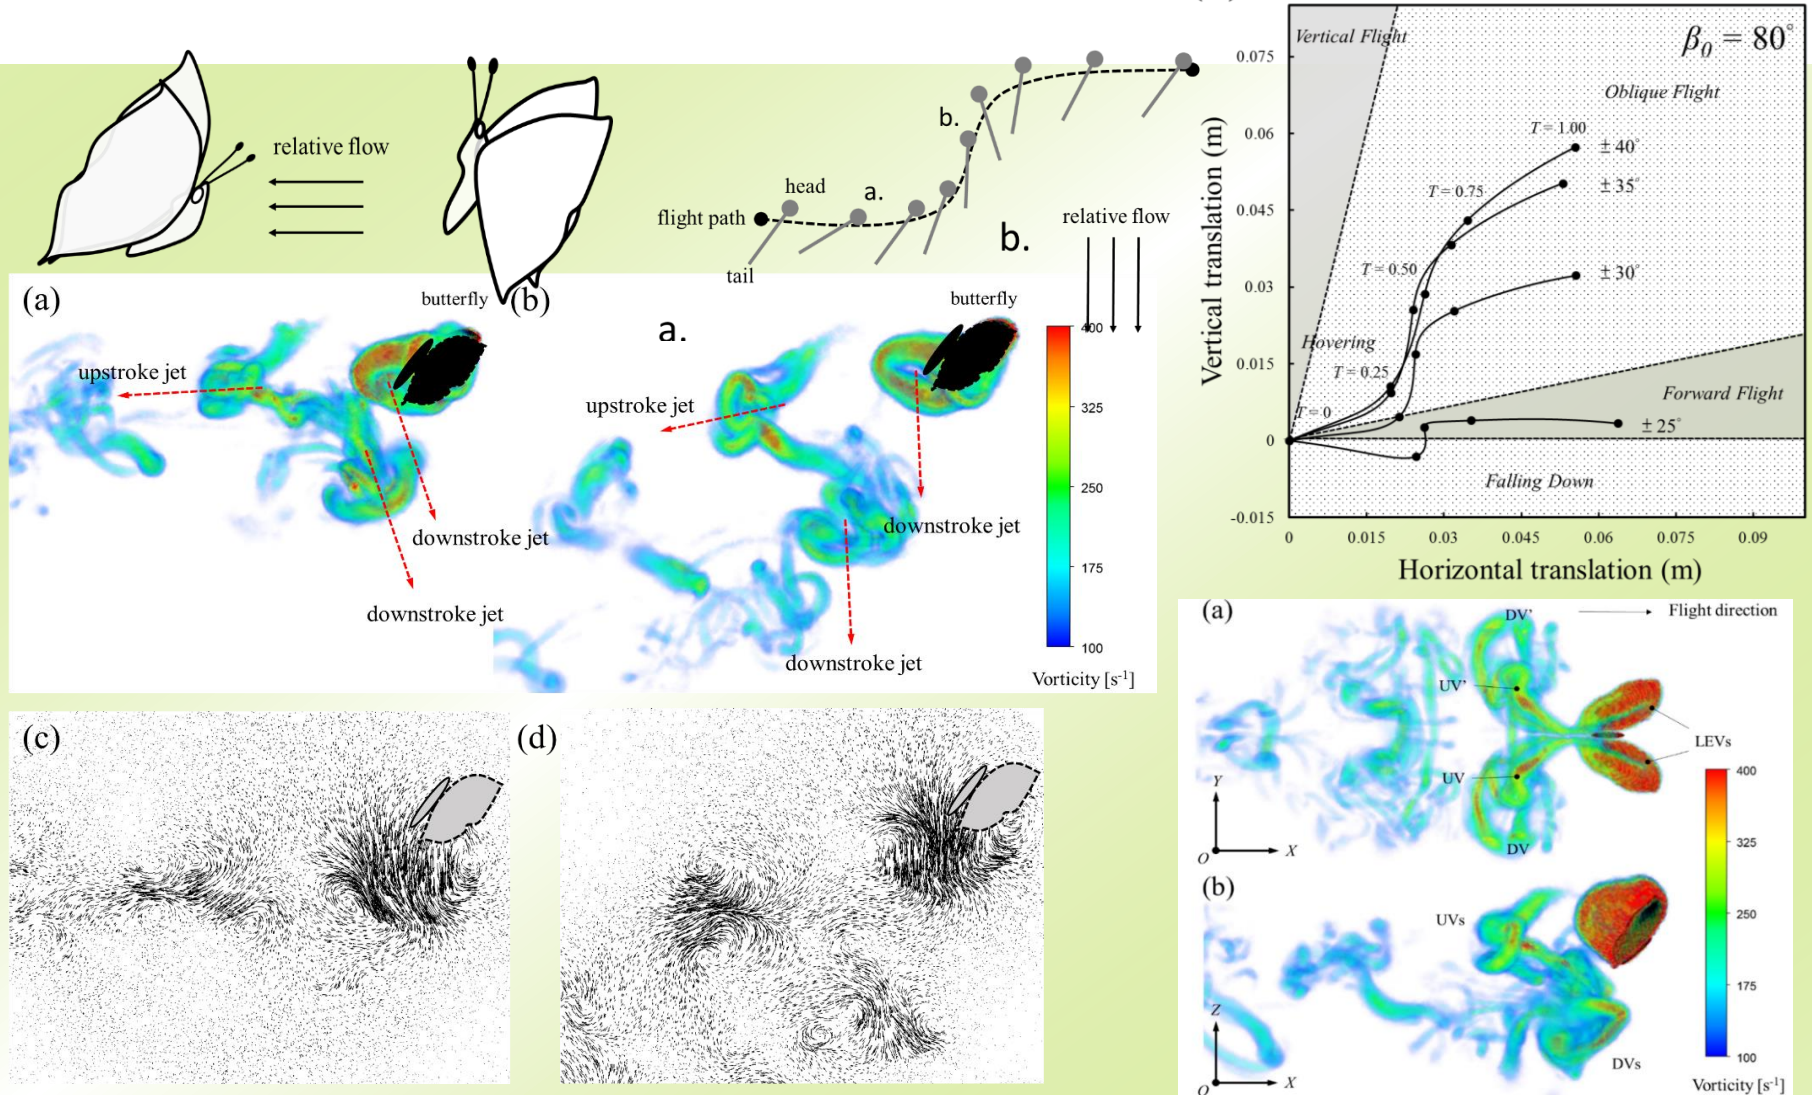 relative flow
head
a.
b.
flight path
tail
b.
relative flow
(a)
butterfly
(b)
a.
butterfly
upstroke jet
upstroke jet
downstroke jet
downstroke jet
downstroke jet
downstroke jet
400
325
250
175
100
Vorticity [s⁻¹]
(c)
(d)
Vertical Flight
β₀ = 80°
Oblique Flight
T = 1.00
± 40°
± 35°
T = 0.75
T = 0.50
± 30°
Hovering
T = 0.25
Forward Flight
T = 0
± 25°
Falling Down
0.075
0.06
0.045
0.03
0.015
0
-0.015
Vertical translation (m)
0 0.015 0.03 0.045 0.06 0.075 0.09
Horizontal translation (m)
(a)
DV'
Flight direction
UV'
LEVs
UV
DV
Y
O
X
400
325
250
175
100
Vorticity [s⁻¹]
(b)
UVs
DVs
Z
O
X